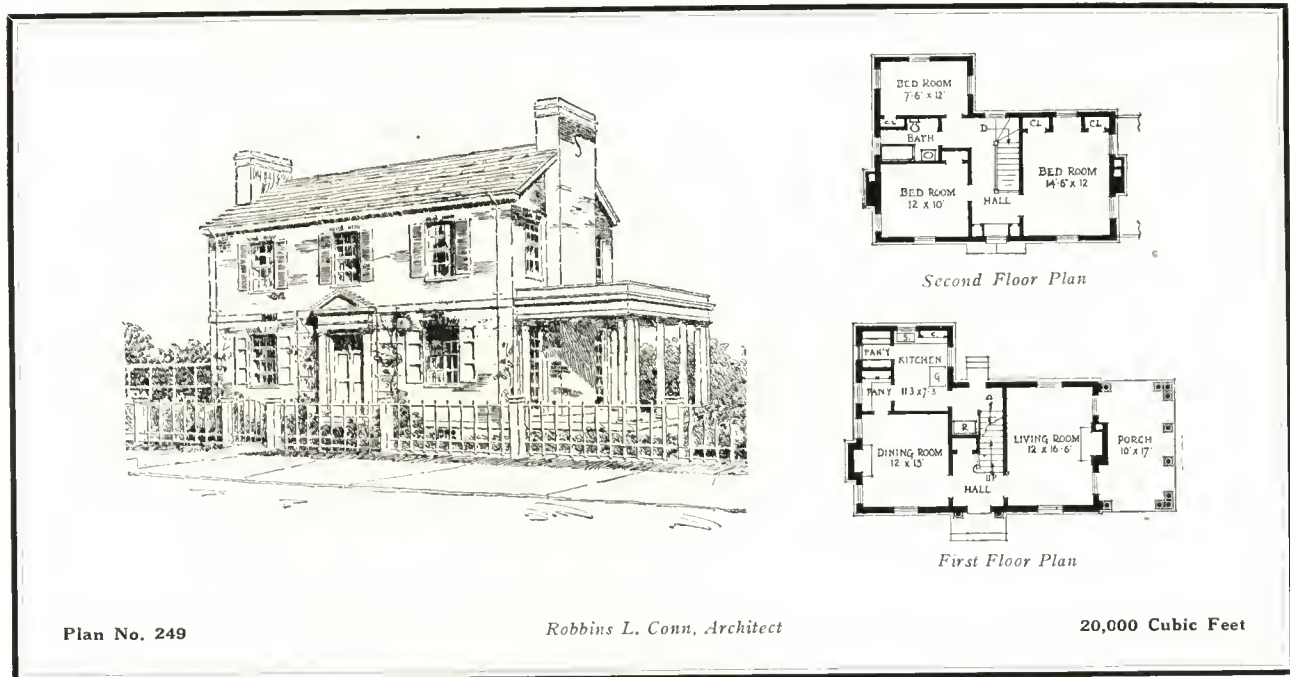 BED ROOM
7'-6" x 12'
CL
BATH
D
CL
CL
BED ROOM
14'-6" x 12
BED ROOM
12 x 10'
HALL
Second Floor Plan
S.
C.
PAN'Y
KITCHEN
G
PAN'Y
11'3 x 7'-3
D
R
LIVING ROOM
12 x 16'-6"
PORCH
10' x 17'
DINING ROOM
12 x 13'
C
UP
HALL
First Floor Plan
Plan No. 249
Robbins L. Conn, Architect
20,000 Cubic Feet